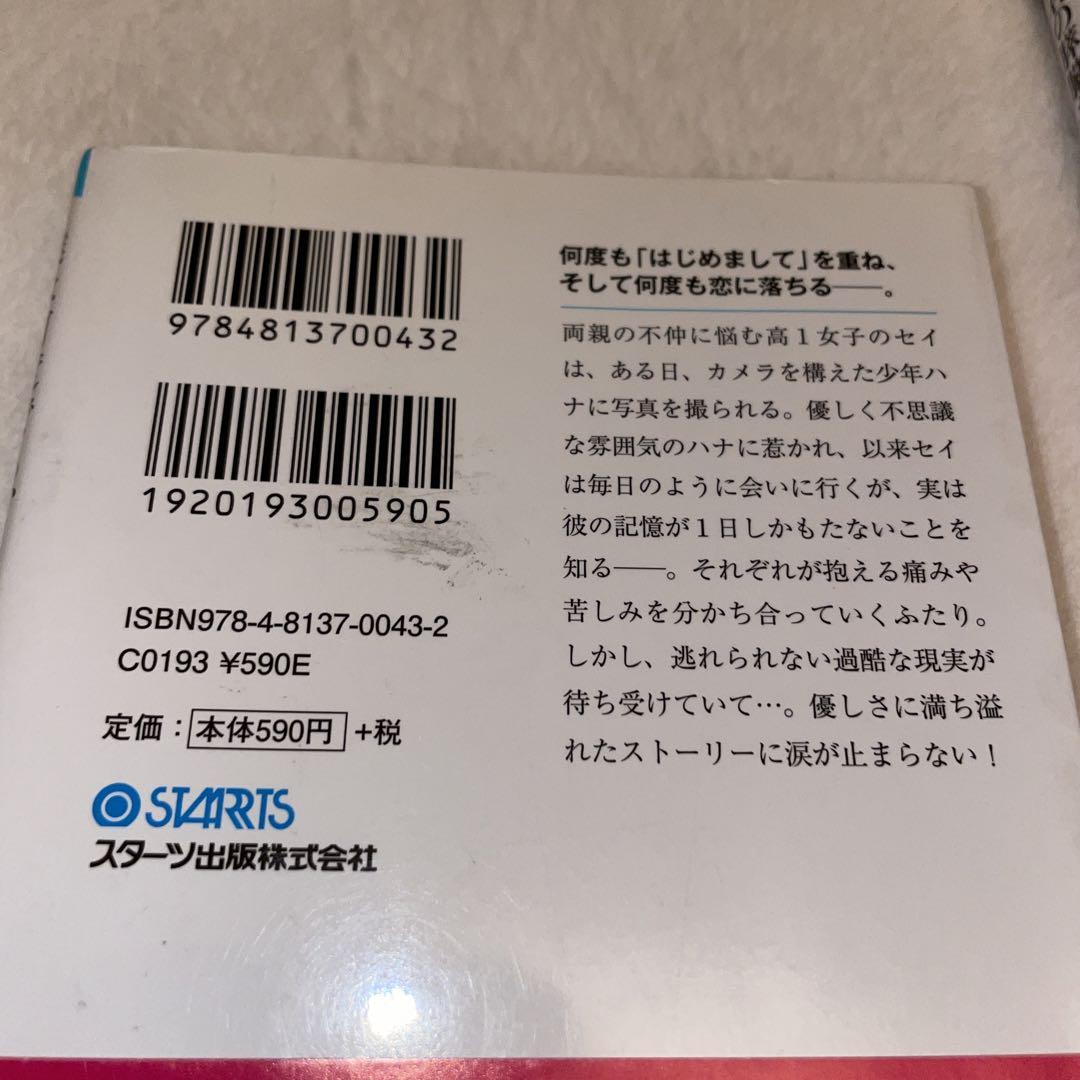 9784813700432
1920193005905
ISBN978-4-8137-0043-2
C0193 ¥590E
定価：本体590円+税
STARTS
スターツ出版株式会社
何度も「はじめまして」を重ね、
そして何度も恋に落ちる――。
両親の不仲に悩む高１女子のセイ
は、ある日、カメラを構えた少年ハ
ナに写真を撮られる。優しく不思議
な雰囲気のハナに惹かれ、以来セイ
は毎日のように会いに行くが、実は
彼の記憶が１日しかもたないことを
知る――。それぞれが抱える痛みや
苦しみを分かち合っていくふたり。
しかし、逃れられない過酷な現実が
待ち受けていて…。優しさに満ち溢
れたストーリーに涙が止まらない！